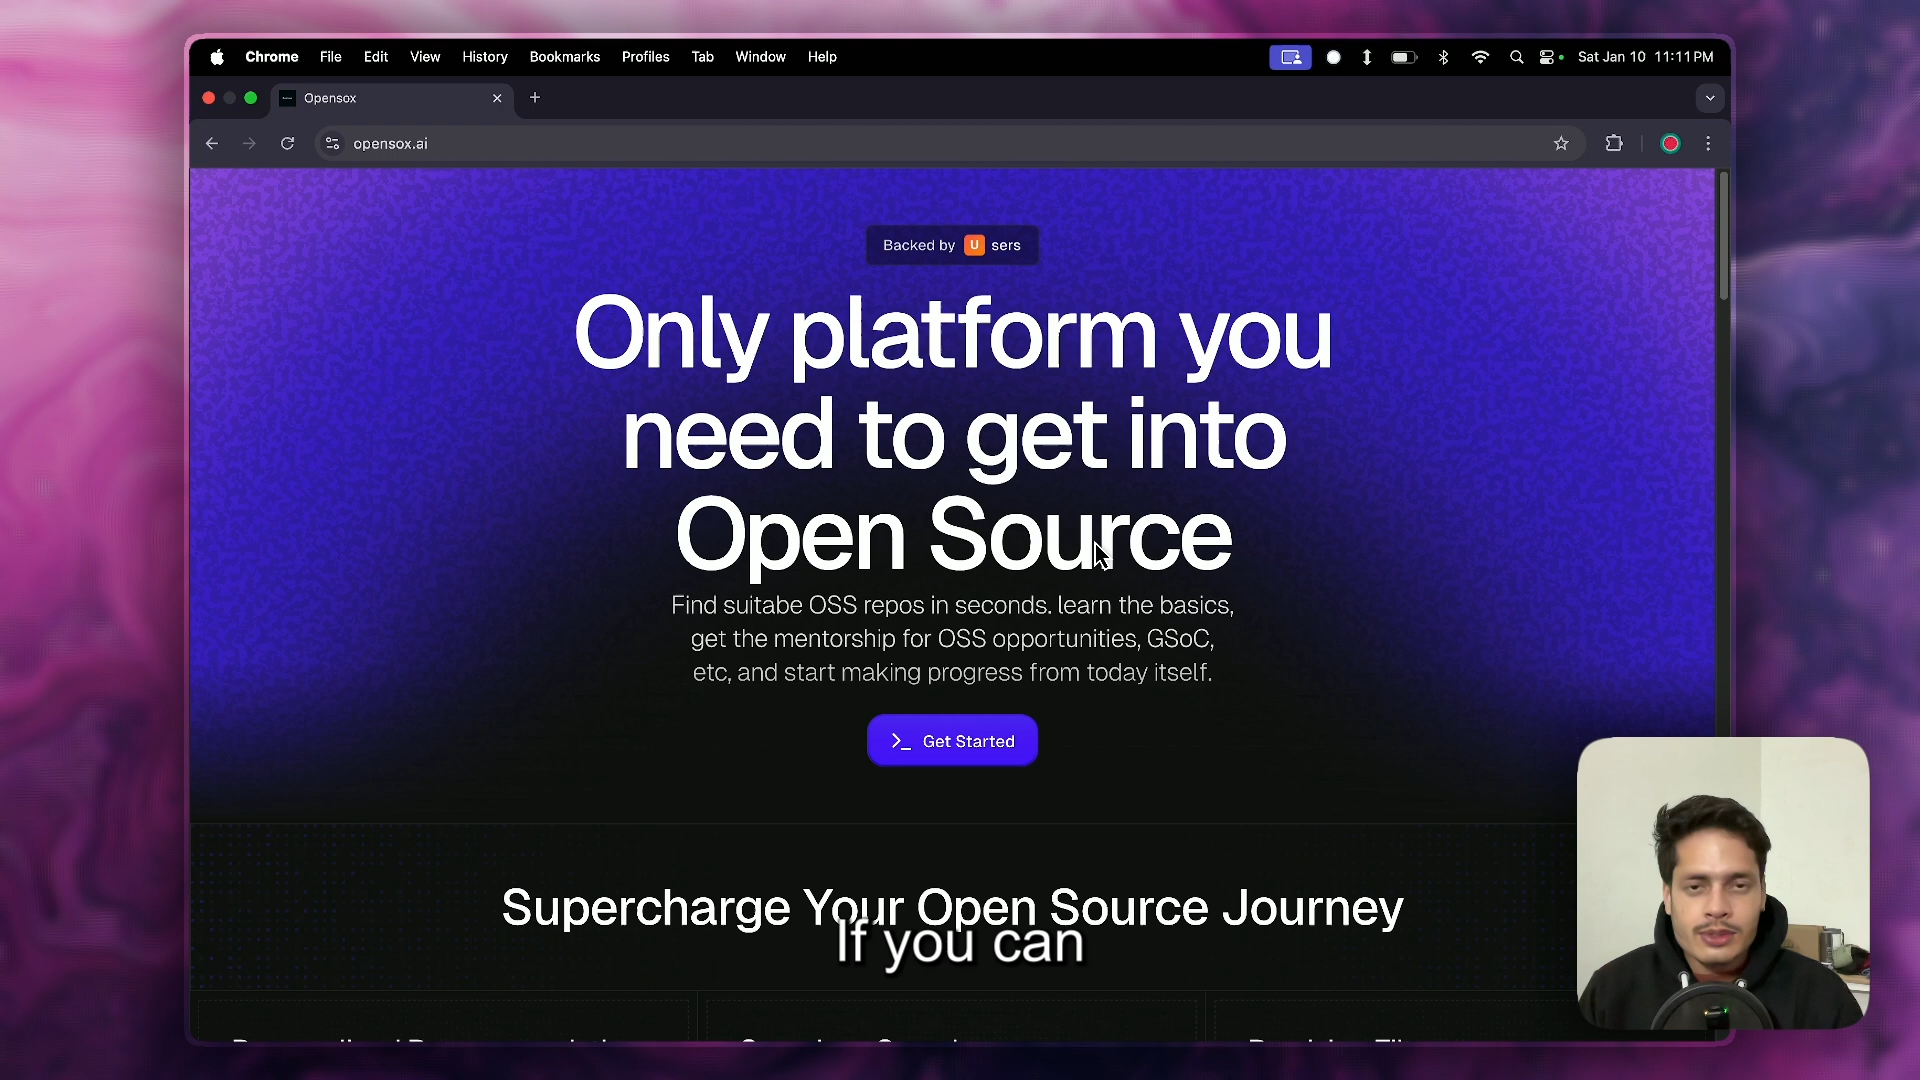 Chrome File Edit View History Bookmarks Profiles Tab Window Help Sat Jan 10 11:11 PM
Opensox
opensox.ai
Backed by U sers
Only platform you
need to get into
Open Source
Find suitabe OSS repos in seconds. learn the basics,
get the mentorship for OSS opportunities, GSoC,
etc, and start making progress from today itself.
>_ Get Started
Supercharge Your Open Source Journey
If you can